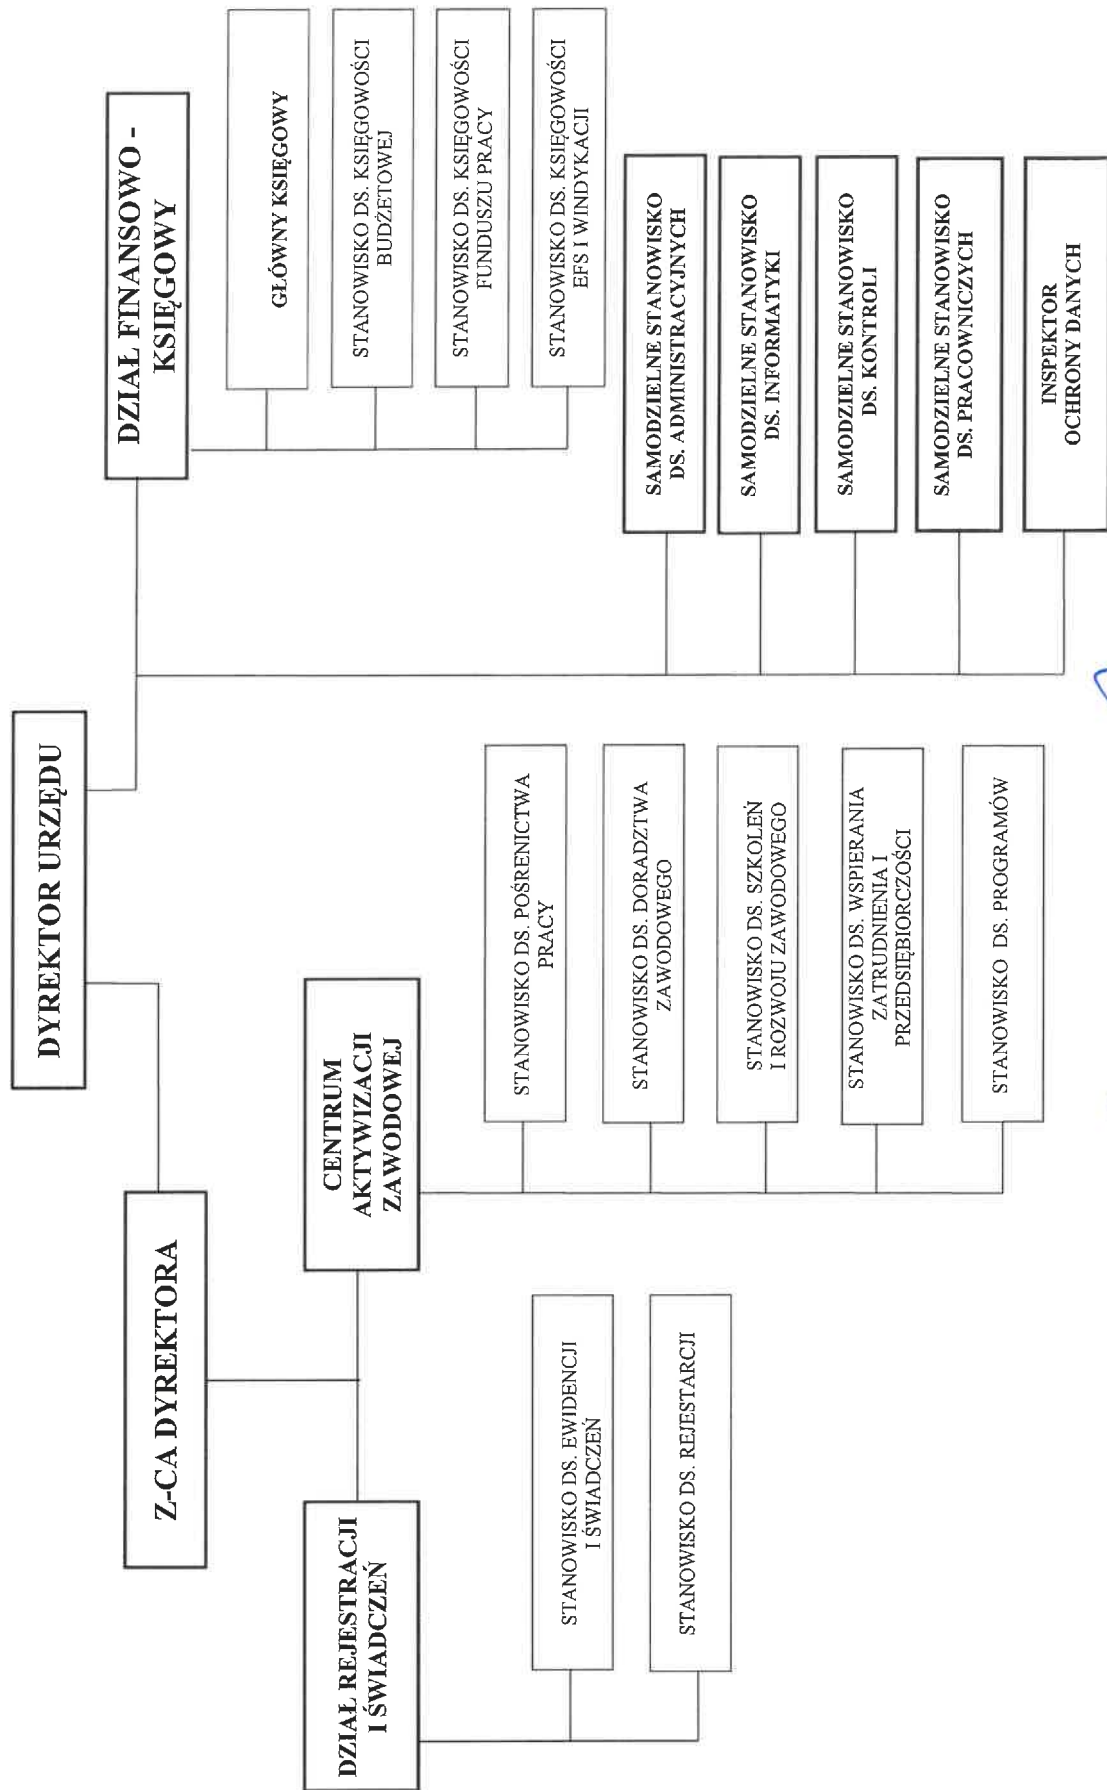 DYREKTOR URZĘDU
Z-CA DYREKTORA
DZIAŁ REJESTRACJI
I ŚWIADCZEŃ
STANOWISKO DS. EWIDENCJI
I ŚWIADCZEŃ
STANOWISKO DS. REJESTARCJI
CENTRUM
AKTYWIZACJI
ZAWODOWEJ
STANOWISKO DS. POŚRENICTWA
PRACY
STANOWISKO DS. DORADZTWA
ZAWODOWEGO
STANOWISKO DS. SZKOLEŃ
I ROZWOJU ZAWODOWEGO
STANOWISKO DS. WSPIERANIA
ZATRUDNIENIA I
PRZEDSIĘBIORCZOŚCI
STANOWISKO DS. PROGRAMÓW
DZIAŁ FINANSOWO -
KSIĘGOWY
GŁÓWNY KSIĘGOWY
STANOWISKO DS. KSIĘGOWOŚCI
BUDŻETOWEJ
STANOWISKO DS. KSIĘGOWOŚCI
FUNDUSZU PRACY
STANOWISKO DS. KSIĘGOWOŚCI
EFS I WINDYKACJI
SAMODZIELNE STANOWISKO
DS. ADMINISTRACYJNYCH
SAMODZIELNE STANOWISKO
DS. INFORMATYKI
SAMODZIELNE STANOWISKO
DS. KONTROLI
SAMODZIELNE STANOWISKO
DS. PRACOWNICZYCH
INSPEKTOR
OCHRONY DANYCH